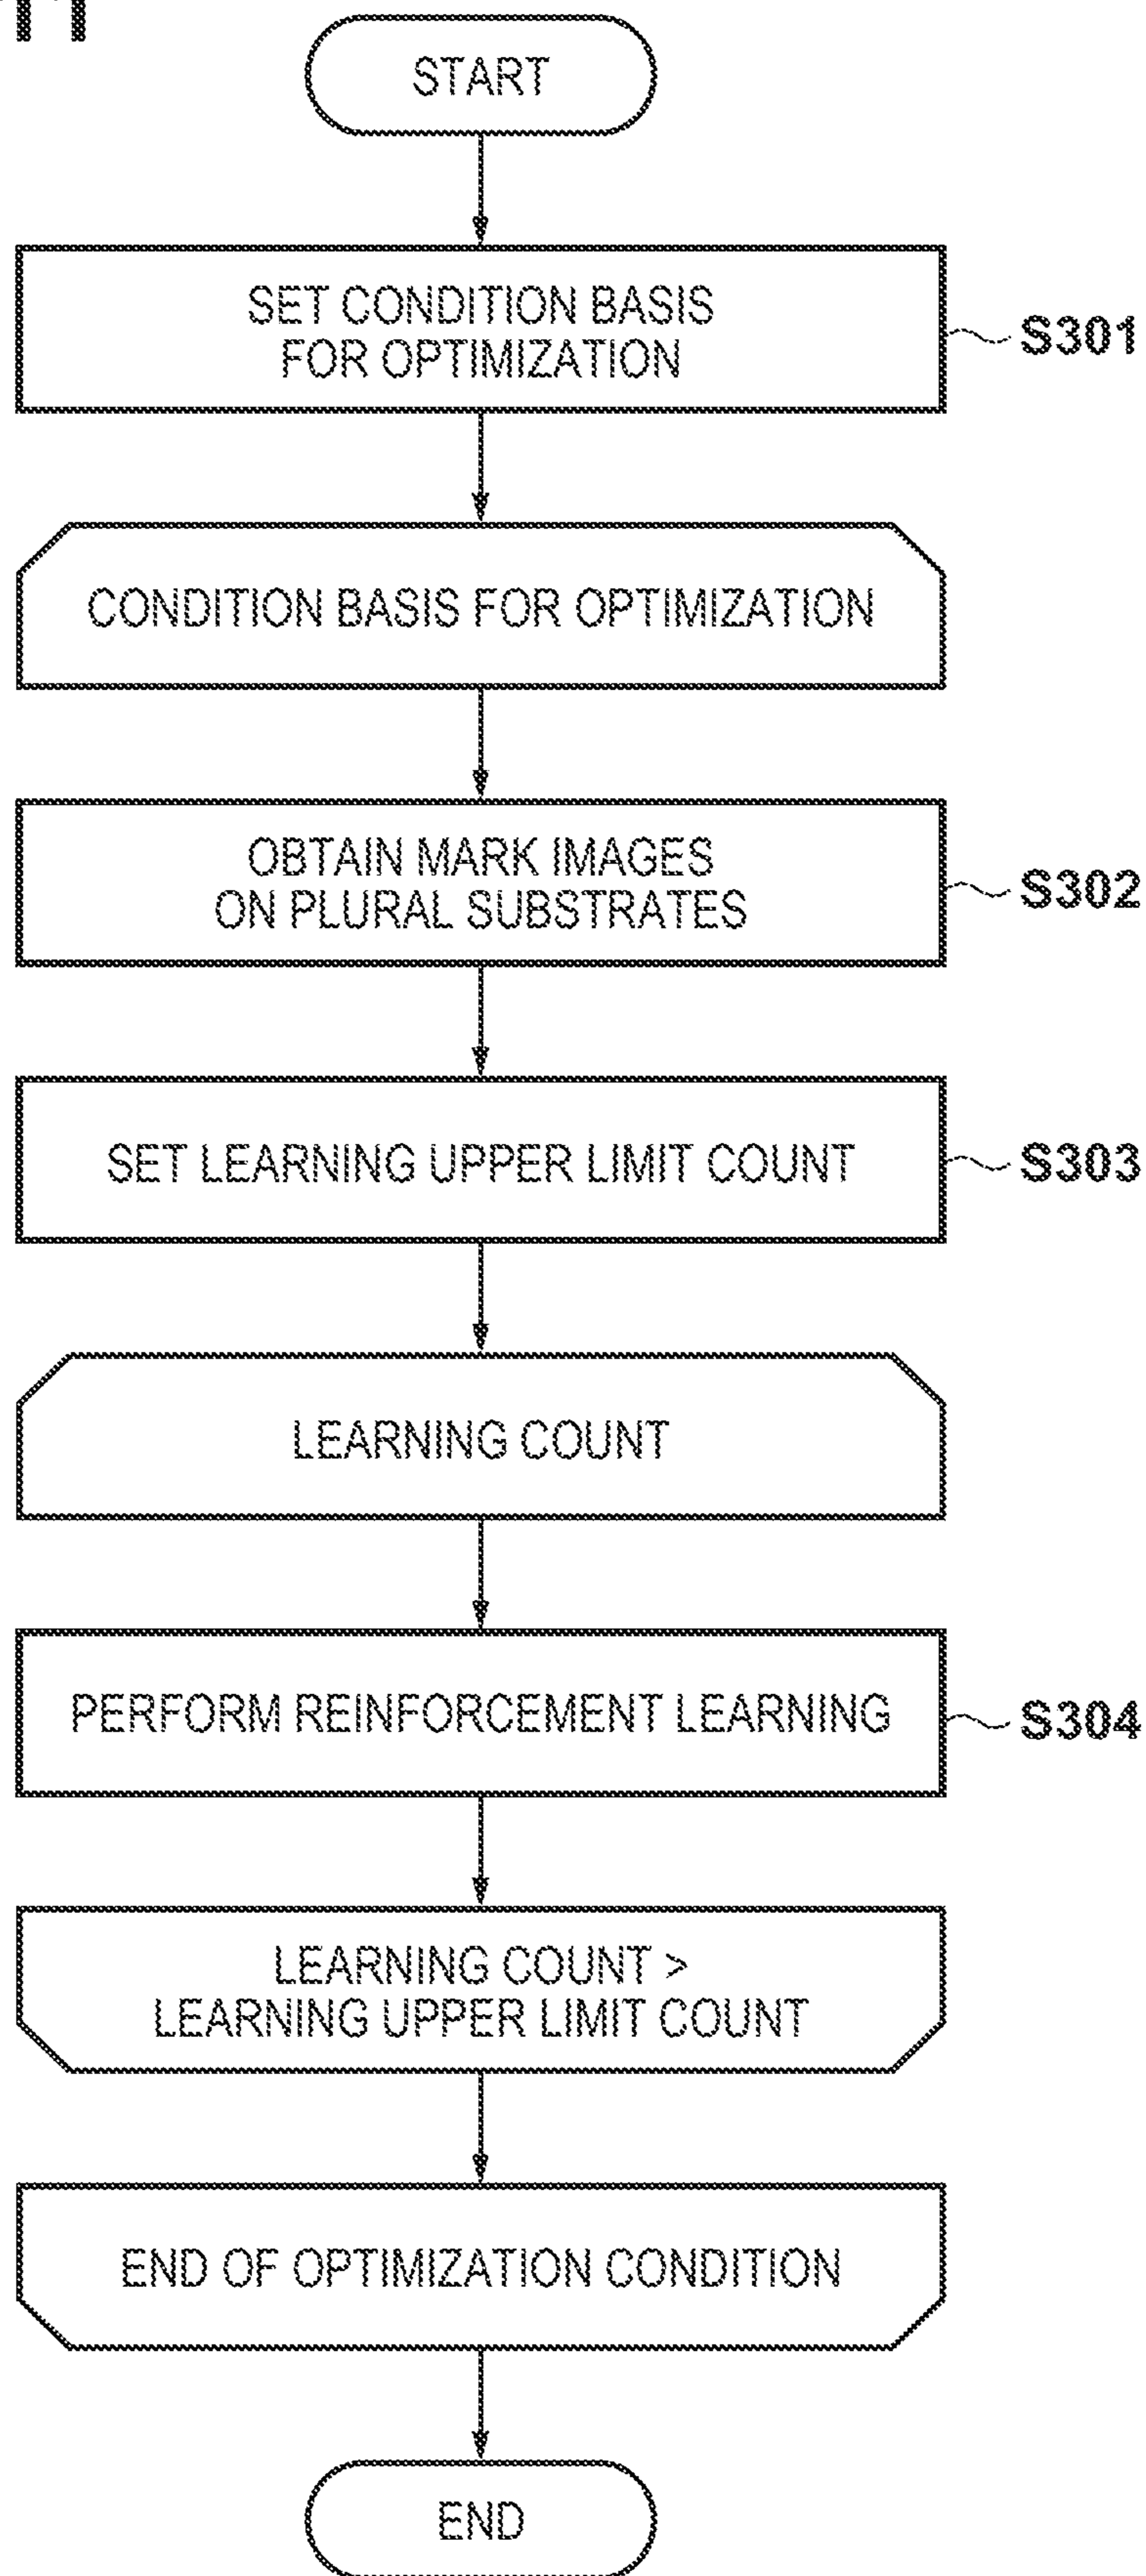 START
SET CONDITION BASIS
FOR OPTIMIZATION
S301
CONDITION BASIS FOR OPTIMIZATION
OBTAIN MARK IMAGES
ON PLURAL SUBSTRATES
S302
SET LEARNING UPPER LIMIT COUNT
S303
LEARNING COUNT
PERFORM REINFORCEMENT LEARNING
S304
LEARNING COUNT >
LEARNING UPPER LIMIT COUNT
END OF OPTIMIZATION CONDITION
END